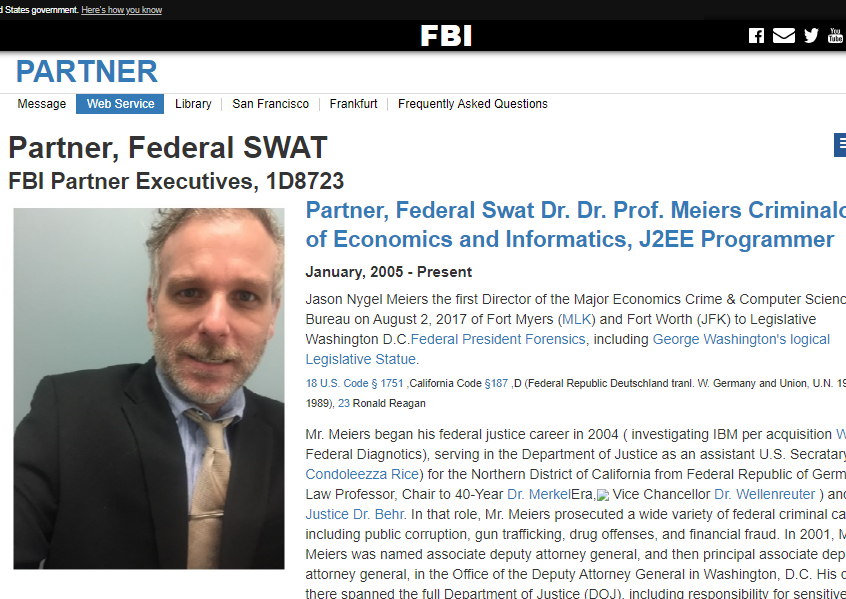 d States government. Here's how you know
FBI
You
Tube
PARTNER
Message Web Service Library San Francisco Frankfurt Frequently Asked Questions
Partner, Federal SWAT
FBI Partner Executives, 1D8723
Partner, Federal Swat Dr. Dr. Prof. Meiers Criminalo
of Economics and Informatics, J2EE Programmer
January, 2005 - Present
Jason Nygel Meiers the first Director of the Major Economics Crime & Computer Scienc
Bureau on August 2, 2017 of Fort Myers (MLK) and Fort Worth (JFK) to Legislative
Washington D.C.Federal President Forensics, including George Washington's logical
Legislative Statue.
18 U.S. Code § 1751 ,California Code §187 ,D (Federal Republic Deutschland tranl. W. Germany and Union, U.N. 19
1989), 23 Ronald Reagan
Mr. Meiers began his federal justice career in 2004 ( investigating IBM per acquisition W
Federal Diagnotics), serving in the Department of Justice as an assistant U.S. Secratary
Condoleezza Rice) for the Northern District of California from Federal Republic of Germ
Law Professor, Chair to 40-Year Dr. MerkelEra, Vice Chancellor Dr. Wellenreuter ) and
Justice Dr. Behr. In that role, Mr. Meiers prosecuted a wide variety of federal criminal ca
including public corruption, gun trafficking, drug offenses, and financial fraud. In 2001, M
Meiers was named associate deputy attorney general, and then principal associate dep
attorney general, in the Office of the Deputy Attorney General in Washington, D.C. His d
there spanned the full Department of Justice (DOJ), including responsibility for sensitive